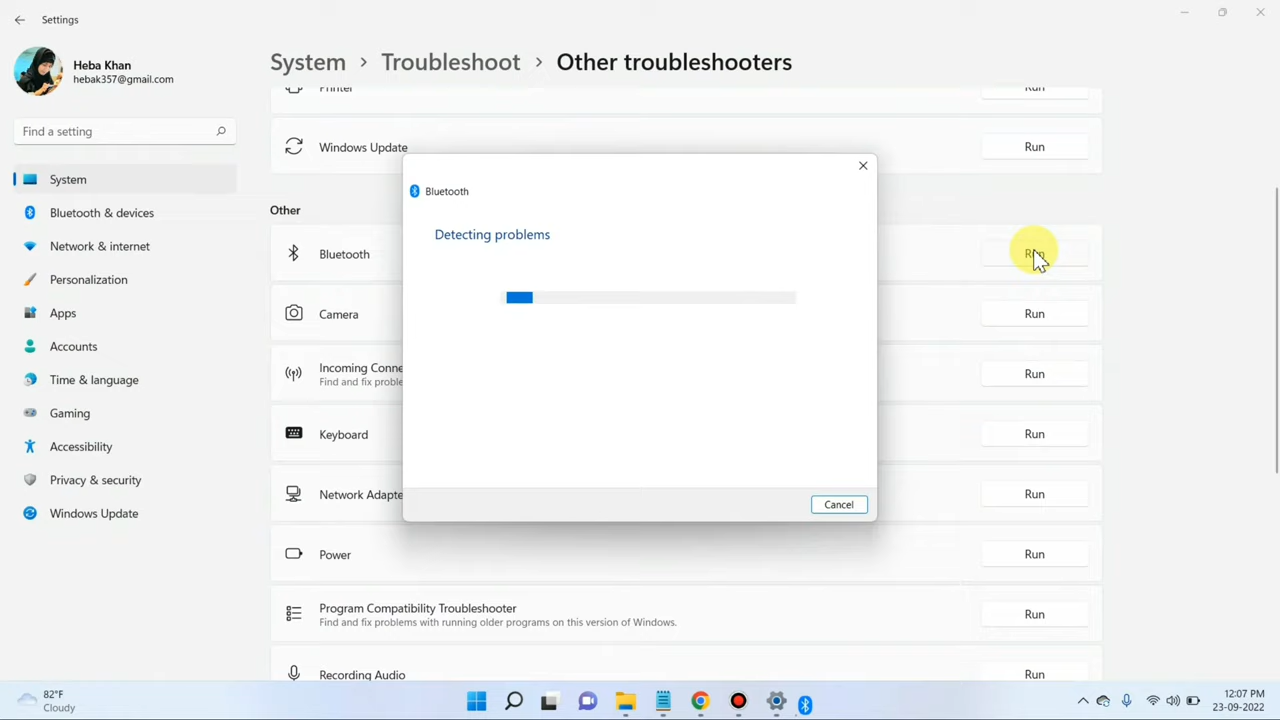 Settings
Heba Khan
hebak357@gmail.com
Find a setting
System
Bluetooth & devices
Network & internet
Personalization
Apps
Accounts
Time & language
Gaming
Accessibility
Privacy & security
Windows Update
System > Troubleshoot > Other troubleshooters
Printer Run
Windows Update Run
Other
Bluetooth Run
Camera Run
Incoming Conne Run
Find and fix proble
Keyboard Run
Network Adapte Run
Power Run
Program Compatibility Troubleshooter Run
Find and fix problems with running older programs on this version of Windows.
Recording Audio Run
Bluetooth
Detecting problems
Cancel
82°F
Cloudy
12:07 PM
23-09-2022